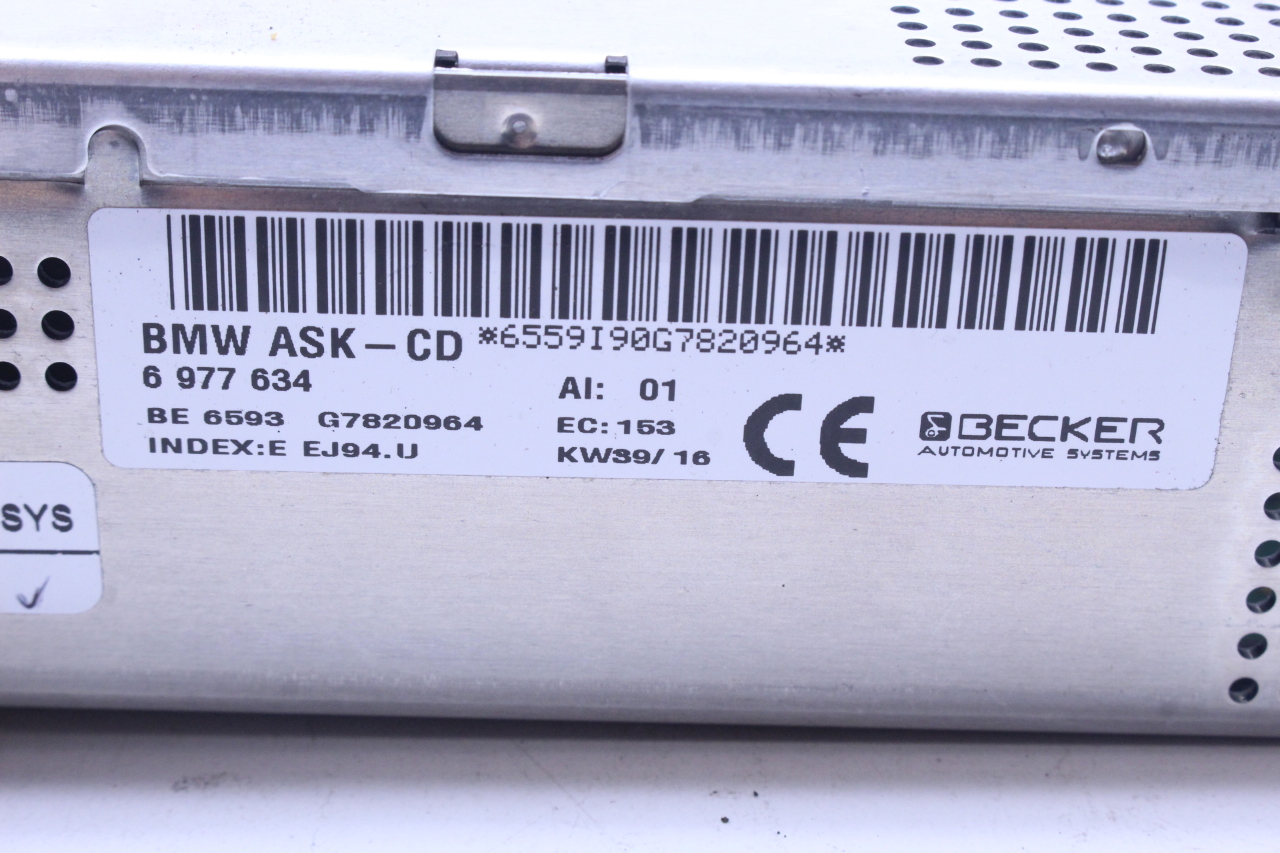 BMW ASK-CD *6559I90G7820964*
6 977 634 AI: 01
BE 6593 G7820964 EC: 153
INDEX:E EJ94.U KW39/ 16
CE
BECKER
AUTOMOTIVE SYSTEMS
SYS